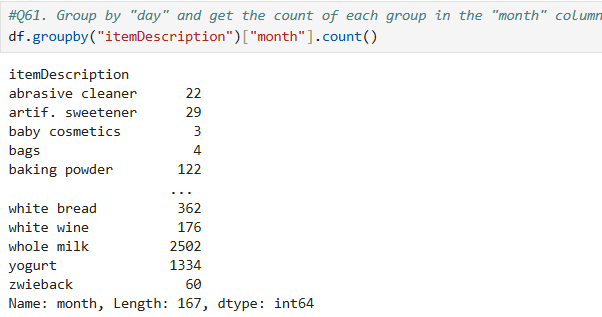 #Q61. Group by "day" and get the count of each group in the "month" column
df.groupby("itemDescription")["month"].count()
itemDescription
abrasive cleaner 22
artif. sweetener 29
baby cosmetics 3
bags 4
baking powder 122
...
white bread 362
white wine 176
whole milk 2502
yogurt 1334
zwieback 60
Name: month, Length: 167, dtype: int64